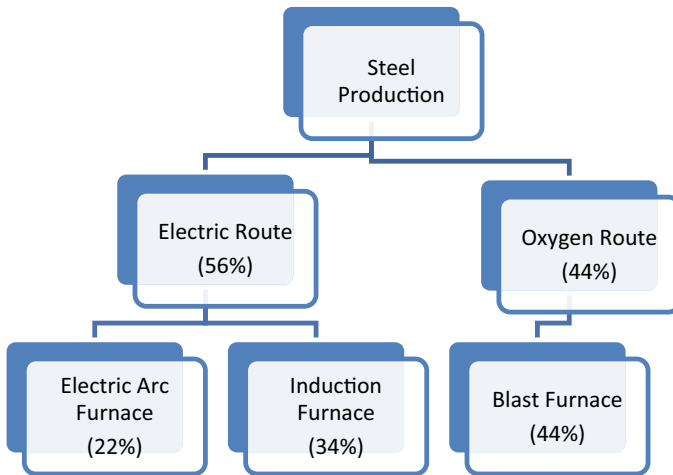 Steel
Production
Electric Route
(56%)
Oxygen Route
(44%)
Electric Arc
Furnace
(22%)
Induction
Furnace
(34%)
Blast Furnace
(44%)